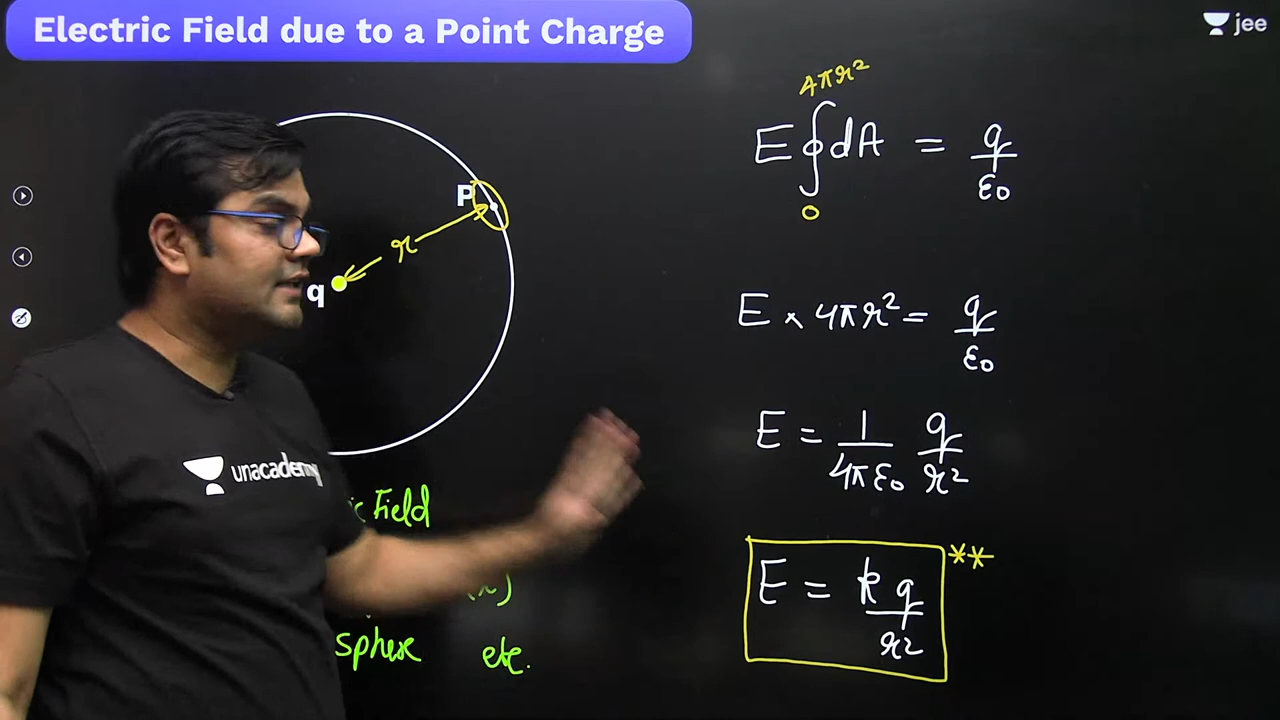 Electric Field due to a Point Charge
jee
P
r
q
unacademy
Field
sphere etc.
4πr²
E∮dA = q/ε₀
0
E × 4πr² = q/ε₀
E = 1/4πε₀ q/r²
E = kq/r² **